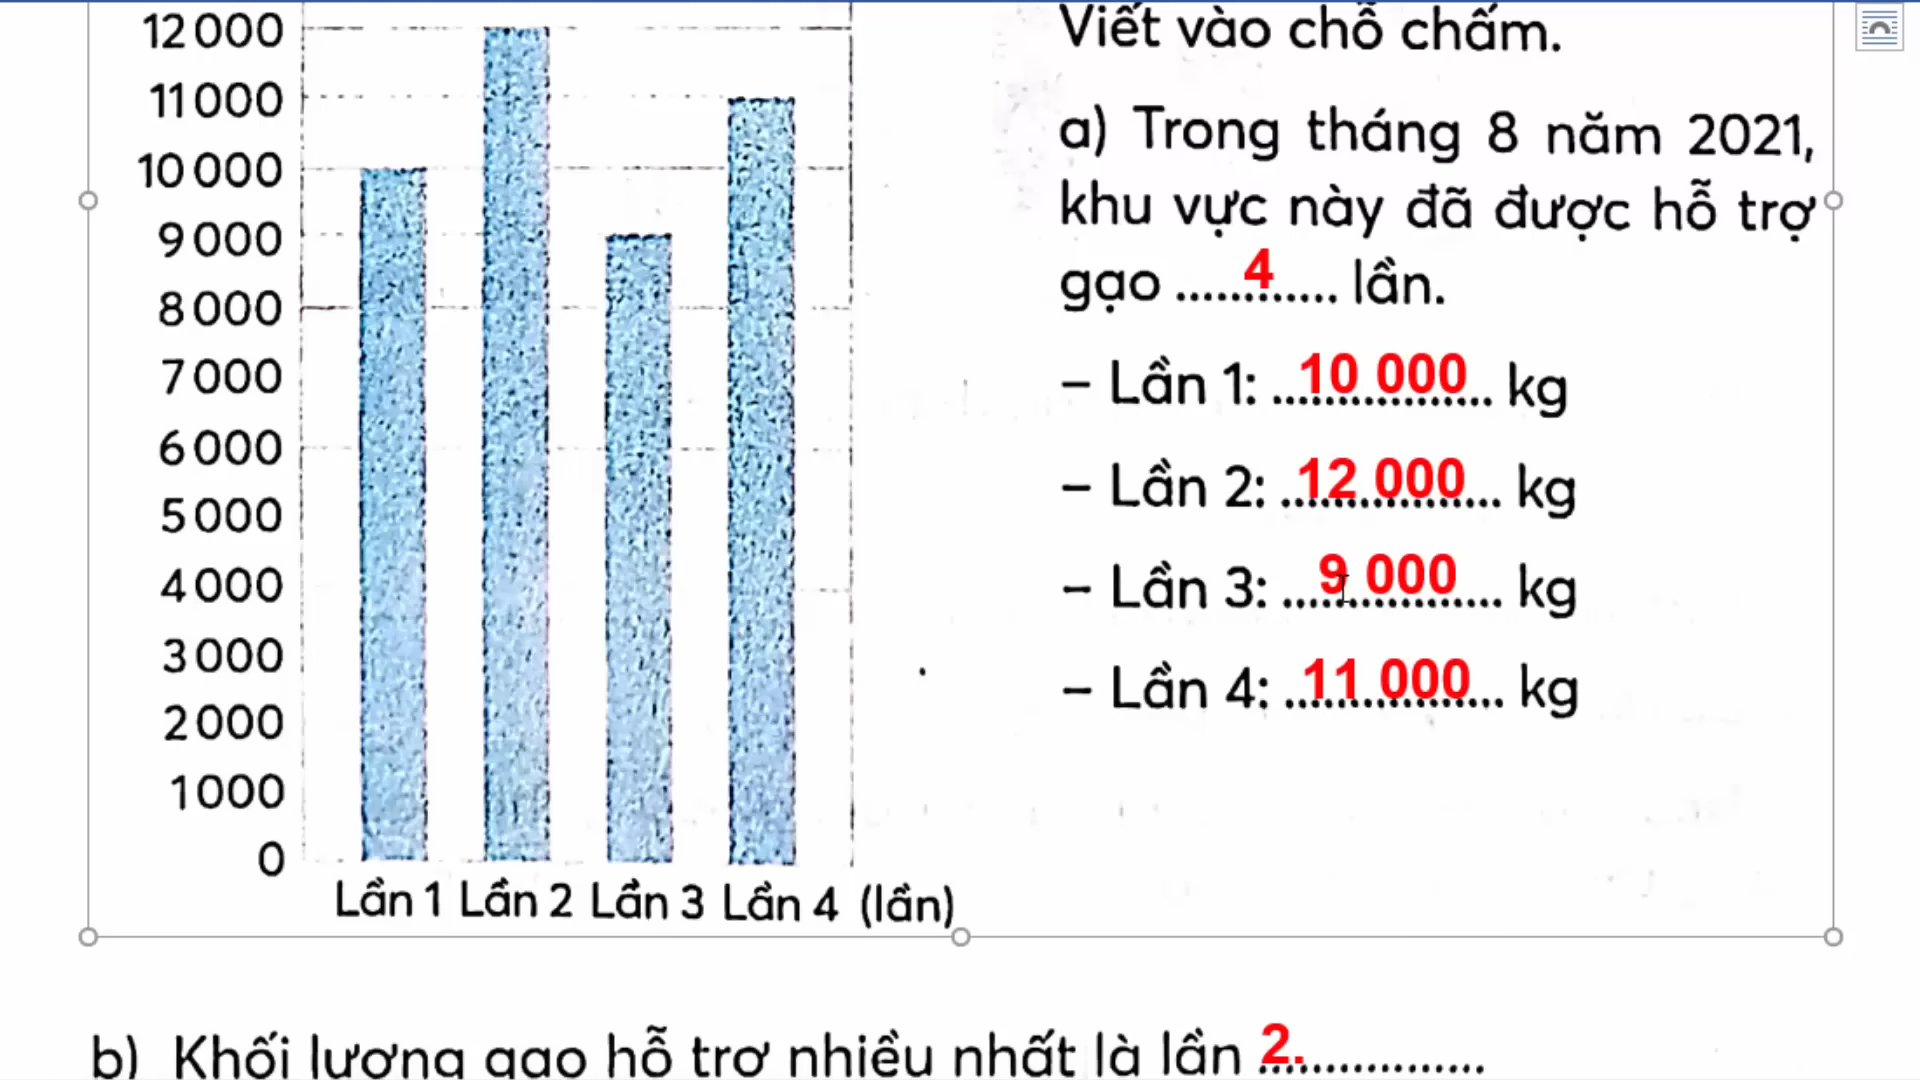 12 000
11 000
10 000
9 000
8 000
7 000
6 000
5 000
4 000
3 000
2 000
1 000
0
Lần 1 Lần 2 Lần 3 Lần 4 (lần)
Viết vào chỗ chấm.
a) Trong tháng 8 năm 2021,
khu vực này đã được hỗ trợ
gạo ......4...... lần.
– Lần 1: 10 000 kg
– Lần 2: 12 000 kg
– Lần 3: 9 000 kg
– Lần 4: 11 000 kg
b) Khối lượng gạo hỗ trợ nhiều nhất là lần 2.................